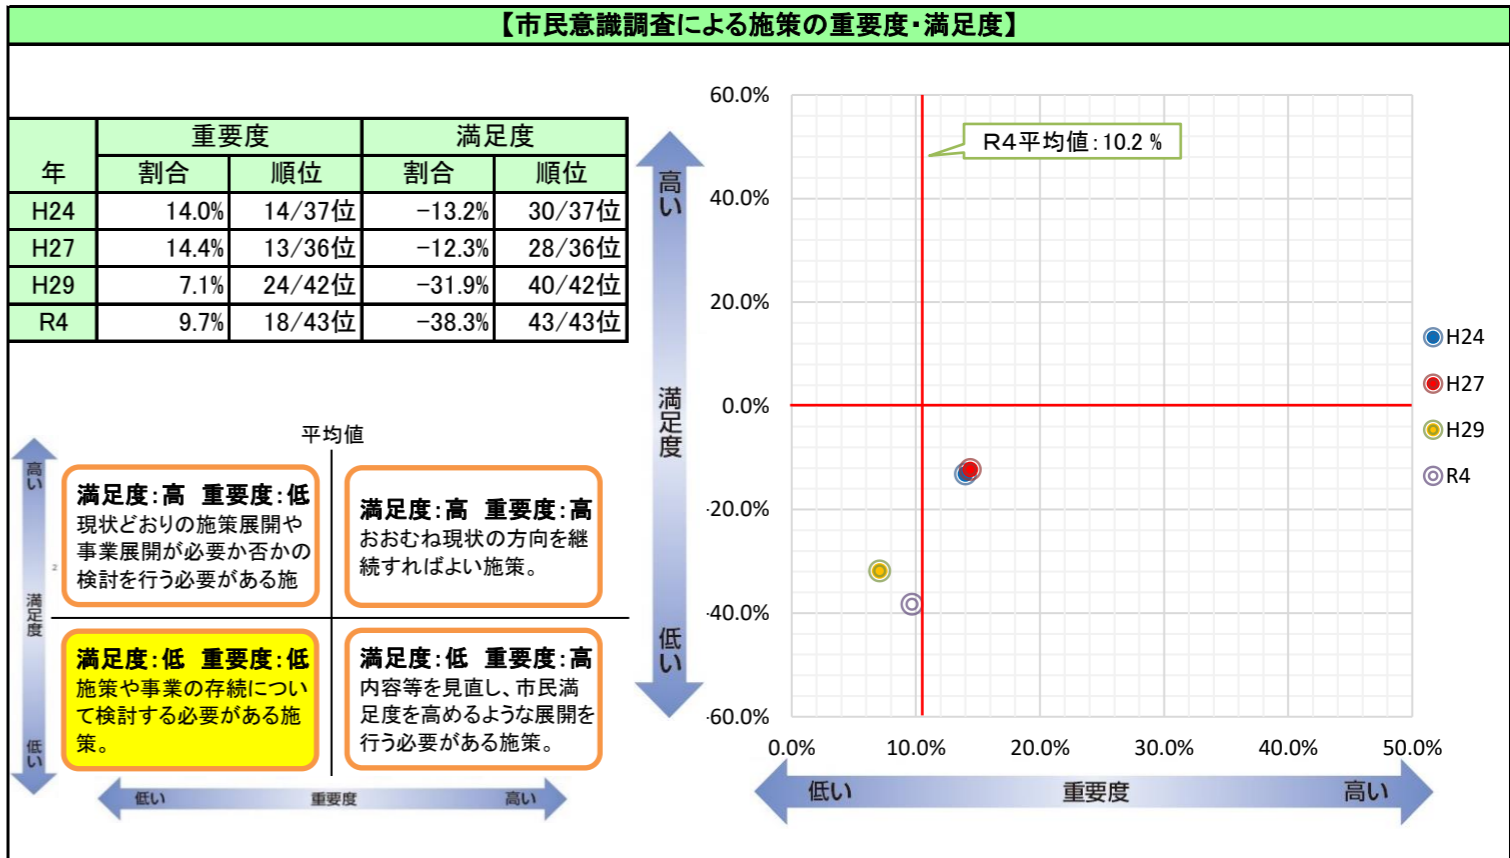 【市民意識調査による施策の重要度・満足度】
年 重要度 満足度
割合 順位 割合 順位
H24 14.0% 14/37位 -13.2% 30/37位
H27 14.4% 13/36位 -12.3% 28/36位
H29 7.1% 24/42位 -31.9% 40/42位
R4 9.7% 18/43位 -38.3% 43/43位
平均値
高い
満足度
低い
満足度:高 重要度:低
現状どおりの施策展開や
事業展開が必要か否かの
検討を行う必要がある施
満足度:高 重要度:高
おおむね現状の方向を継
続すればよい施策。
2
満足度:低 重要度:低
施策や事業の存続につい
て検討する必要がある施
策。
満足度:低 重要度:高
内容等を見直し、市民満
足度を高めるような展開を
行う必要がある施策。
低い 重要度 高い
高い
満足度
低い
60.0%
40.0%
20.0%
0.0%
-20.0%
-40.0%
-60.0%
R4平均値:10.2 %
0.0% 10.0% 20.0% 30.0% 40.0% 50.0%
低い 重要度 高い
H24
H27
H29
R4